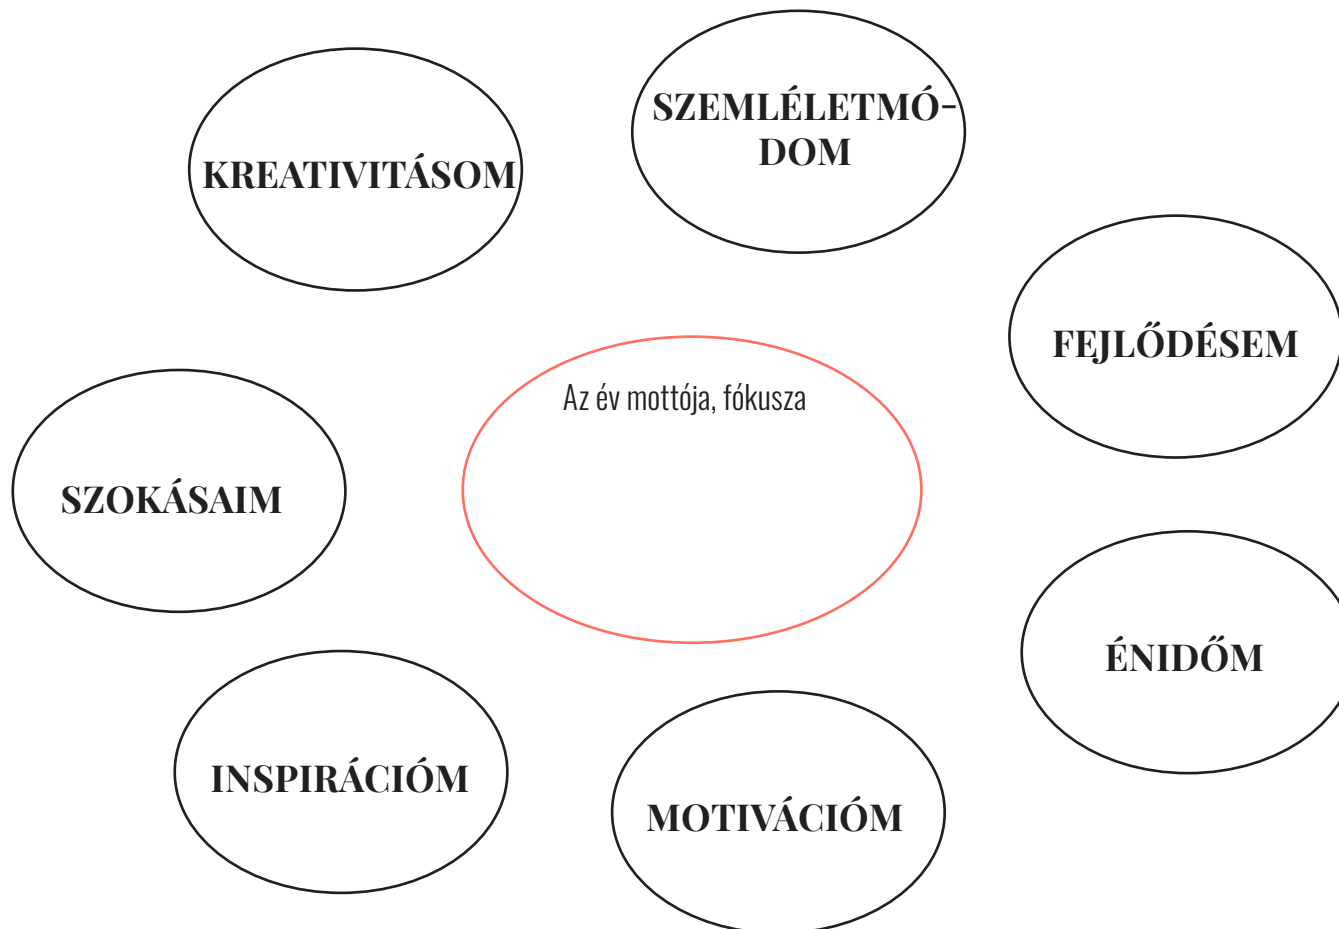 SZEMLÉLETMÓ-
DOM
KREATIVITÁSOM
FEJLŐDÉSEM
Az év mottója, fókusza
SZOKÁSAIM
ÉNIDŐM
INSPIRÁCIÓM
MOTIVÁCIÓM